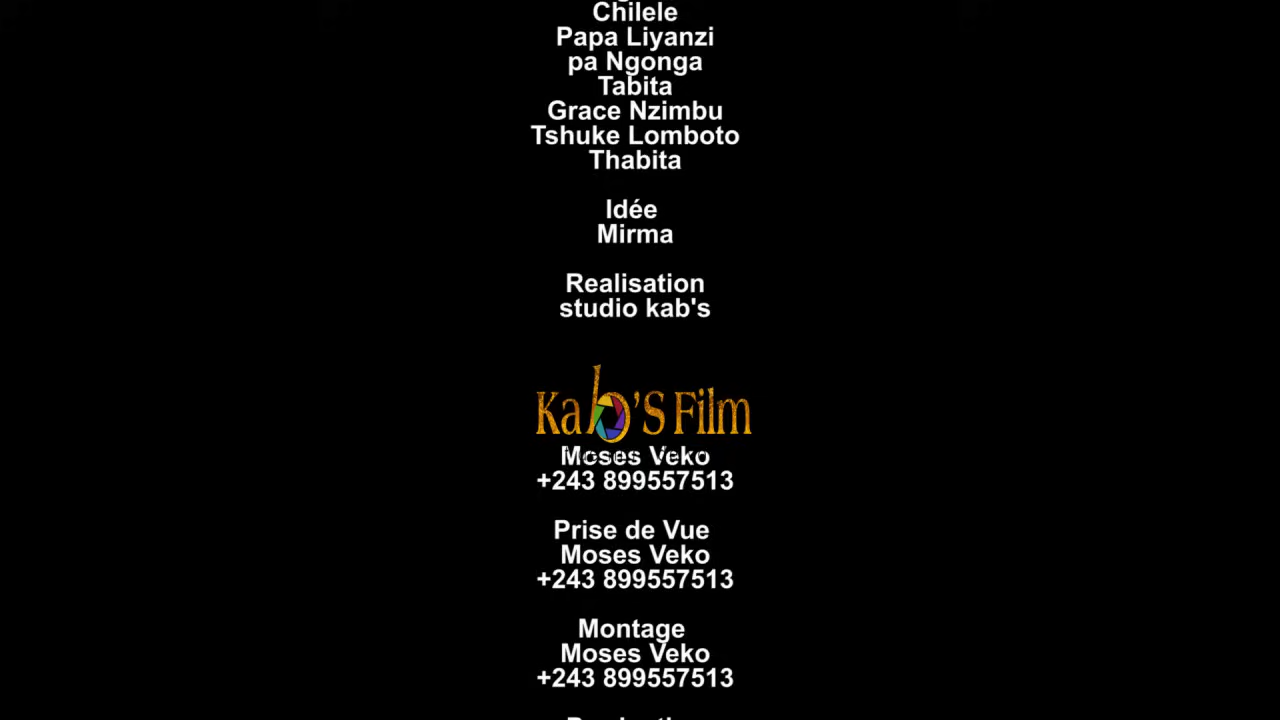 Chilele
Papa Liyanzi
pa Ngonga
Tabita
Grace Nzimbu
Tshuke Lomboto
Thabita
Idée
Mirma
Realisation
studio kab's
Kab'S Film
Moses Veko
+243 899557513
Prise de Vue
Moses Veko
+243 899557513
Montage
Moses Veko
+243 899557513